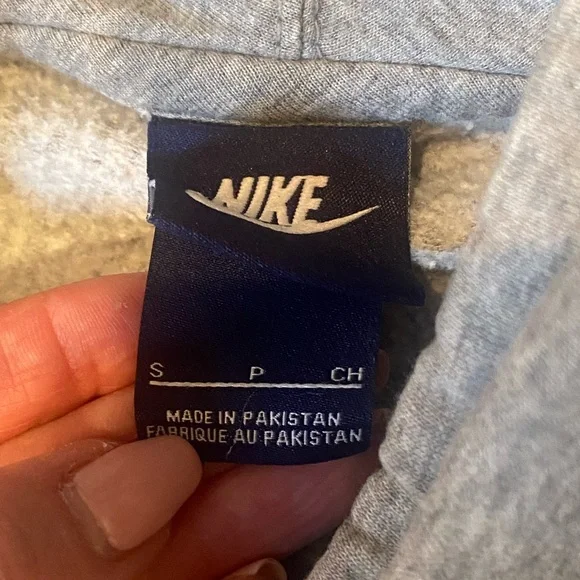 NIKE
S P CH
MADE IN PAKISTAN
FABRIQUE AU PAKISTAN